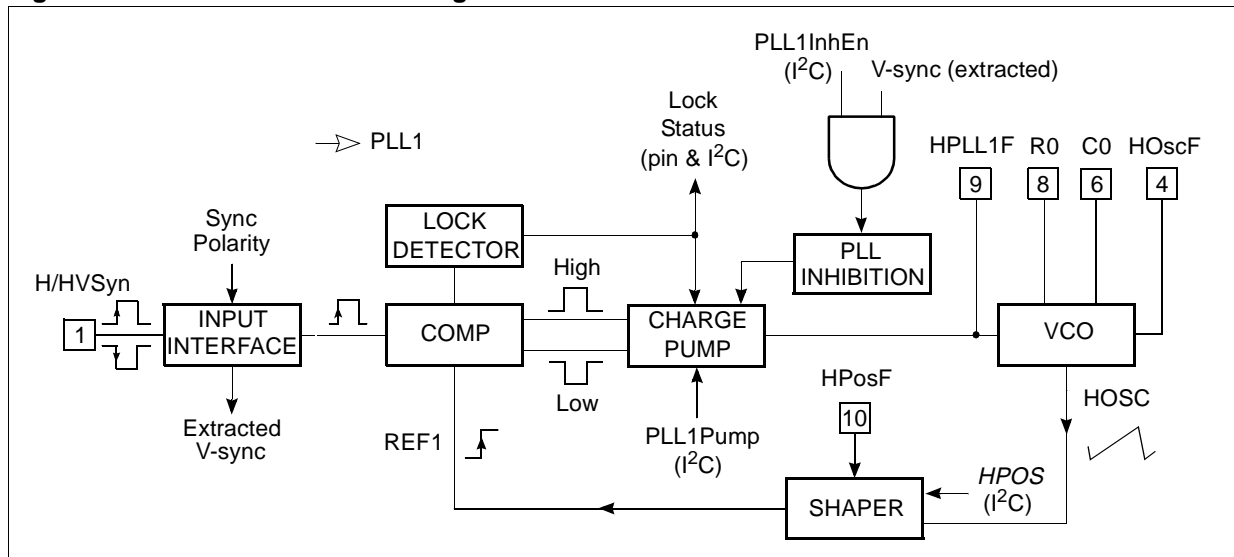 PLL1InhEn
(I²C)
V-sync (extracted)
Lock
Status
(pin & I²C)
PLL1
HPLL1F
R0
C0
HOscF
9
8
6
4
Sync
Polarity
LOCK
DETECTOR
PLL
INHIBITION
High
H/HVSyn
1
INPUT
INTERFACE
COMP
CHARGE
PUMP
VCO
Low
HPosF
HOSC
Extracted
V-sync
REF1
PLL1Pump
(I²C)
10
HPOS
(I²C)
SHAPER